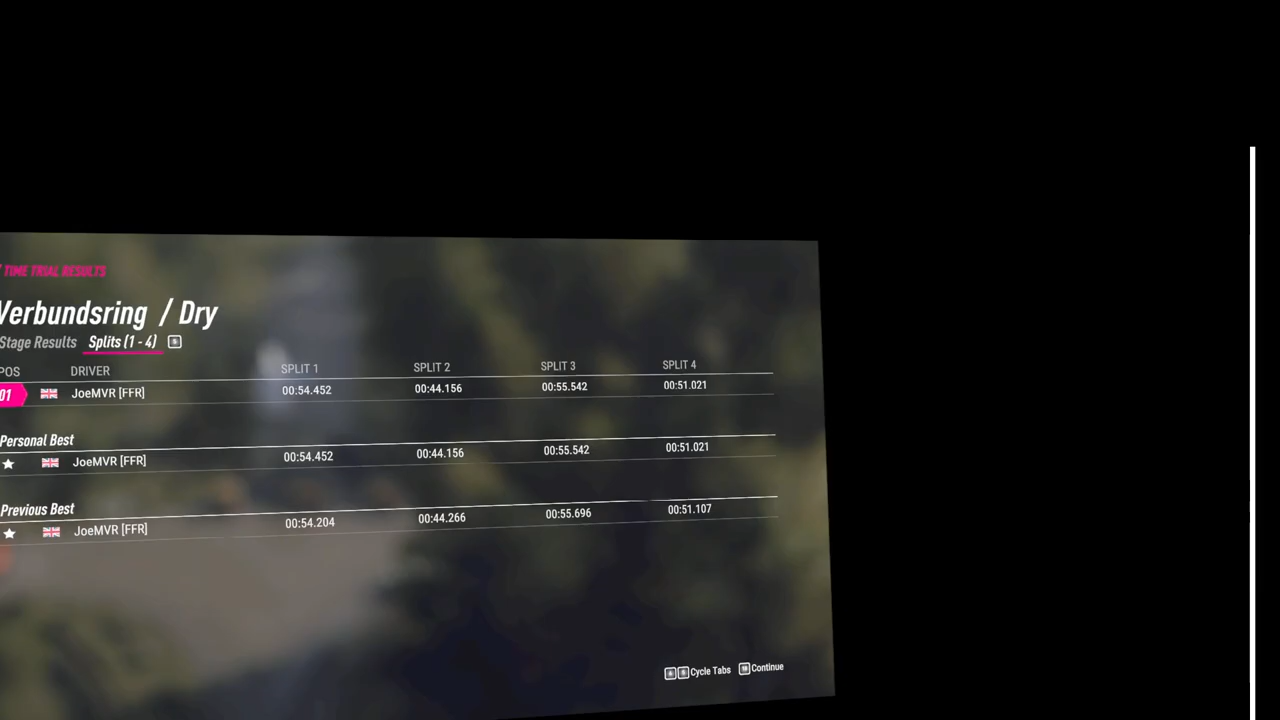 TIME TRIAL RESULTS
Verbundsring / Dry
Stage Results Splits (1 - 4)
POS DRIVER SPLIT 1 SPLIT 2 SPLIT 3 SPLIT 4
01 JoeMVR [FFR] 00:54.452 00:44.156 00:55.542 00:51.021
Personal Best
JoeMVR [FFR] 00:54.452 00:44.156 00:55.542 00:51.021
Previous Best
JoeMVR [FFR] 00:54.204 00:44.266 00:55.696 00:51.107
Cycle Tabs Continue